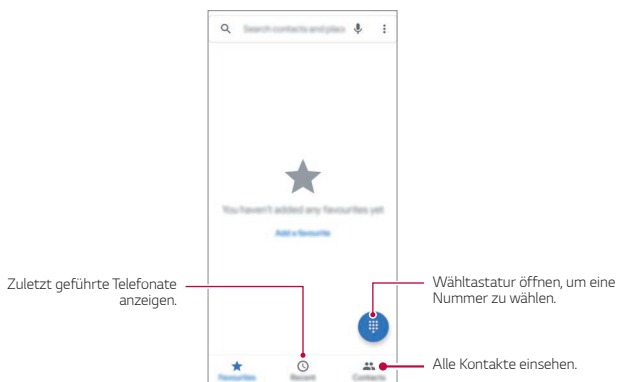 Search contacts and place
You haven't added any favourites yet
Add a favourite
Zuletzt geführte Telefonate
anzeigen.
Wähltastatur öffnen, um eine
Nummer zu wählen.
Alle Kontakte einsehen.
Favourites
Recent
Contacts